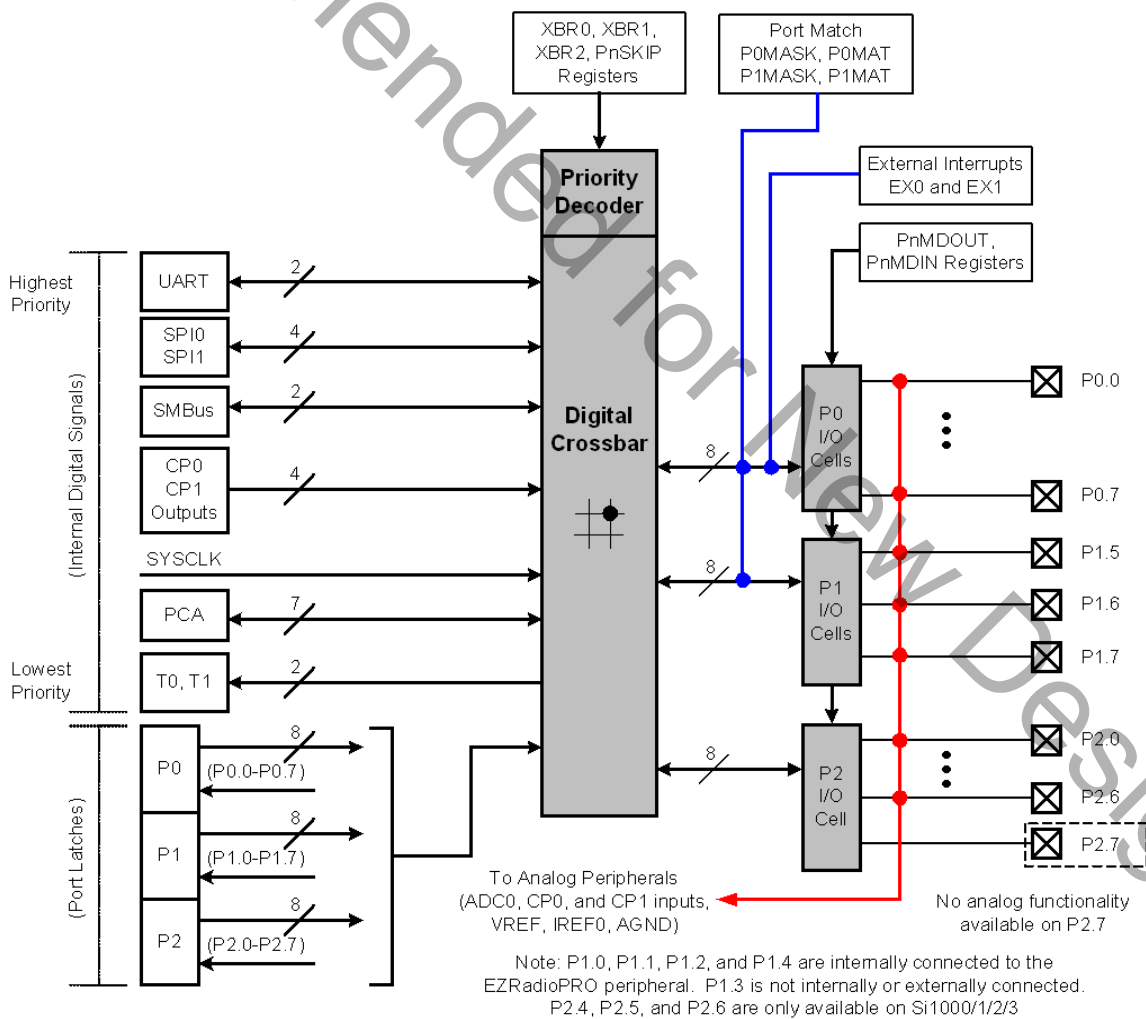 XBR0, XBR1,
XBR2, PnSKIP
Registers
Port Match
P0MASK, P0MAT
P1MASK, P1MAT
External Interrupts
EX0 and EX1
PnMDOUT,
PnMDIN Registers
Priority
Decoder
Digital
Crossbar
Highest
Priority
(Internal Digital Signals)
Lowest
Priority
UART
2
SPI0
SPI1
4
SMBus
2
CP0
CP1
Outputs
4
SYSCLK
PCA
7
T0, T1
2
(Port Latches)
P0
8
(P0.0-P0.7)
P1
8
(P1.0-P1.7)
P2
8
(P2.0-P2.7)
8
P0
I/O
Cells
8
P1
I/O
Cells
8
P2
I/O
Cell
P0.0
P0.7
P1.5
P1.6
P1.7
P2.0
P2.6
P2.7
To Analog Peripherals
(ADC0, CP0, and CP1 inputs,
VREF, IREF0, AGND)
No analog functionality
available on P2.7
Note: P1.0, P1.1, P1.2, and P1.4 are internally connected to the
EZRadioPRO peripheral. P1.3 is not internally or externally connected.
P2.4, P2.5, and P2.6 are only available on Si1000/1/2/3
for New